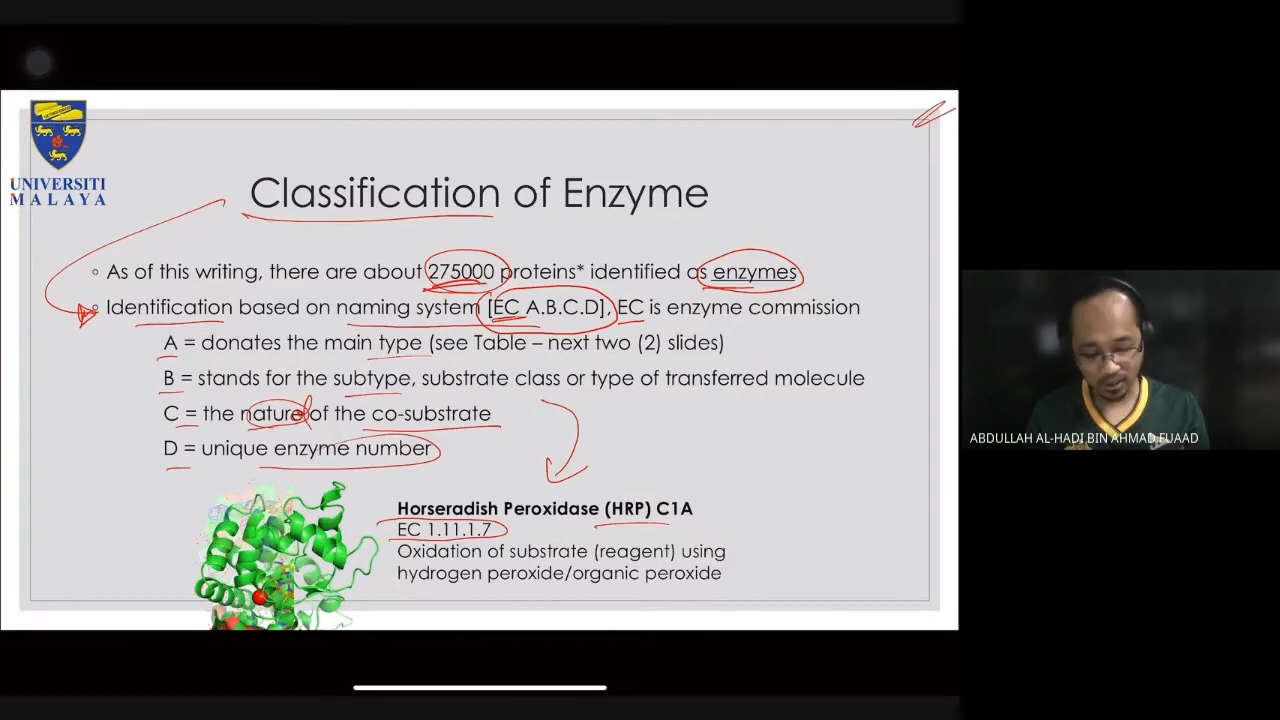 UNIVERSITI
MALAYA
Classification of Enzyme
◦ As of this writing, there are about 275000 proteins* identified as enzymes
◦ Identification based on naming system [EC A.B.C.D], EC is enzyme commission
A = donates the main type (see Table – next two (2) slides)
B = stands for the subtype, substrate class or type of transferred molecule
C = the nature of the co-substrate
D = unique enzyme number
Horseradish Peroxidase (HRP) C1A
EC 1.11.1.7
Oxidation of substrate (reagent) using
hydrogen peroxide/organic peroxide
ABDULLAH AL-HADI BIN AHMAD FUAAD